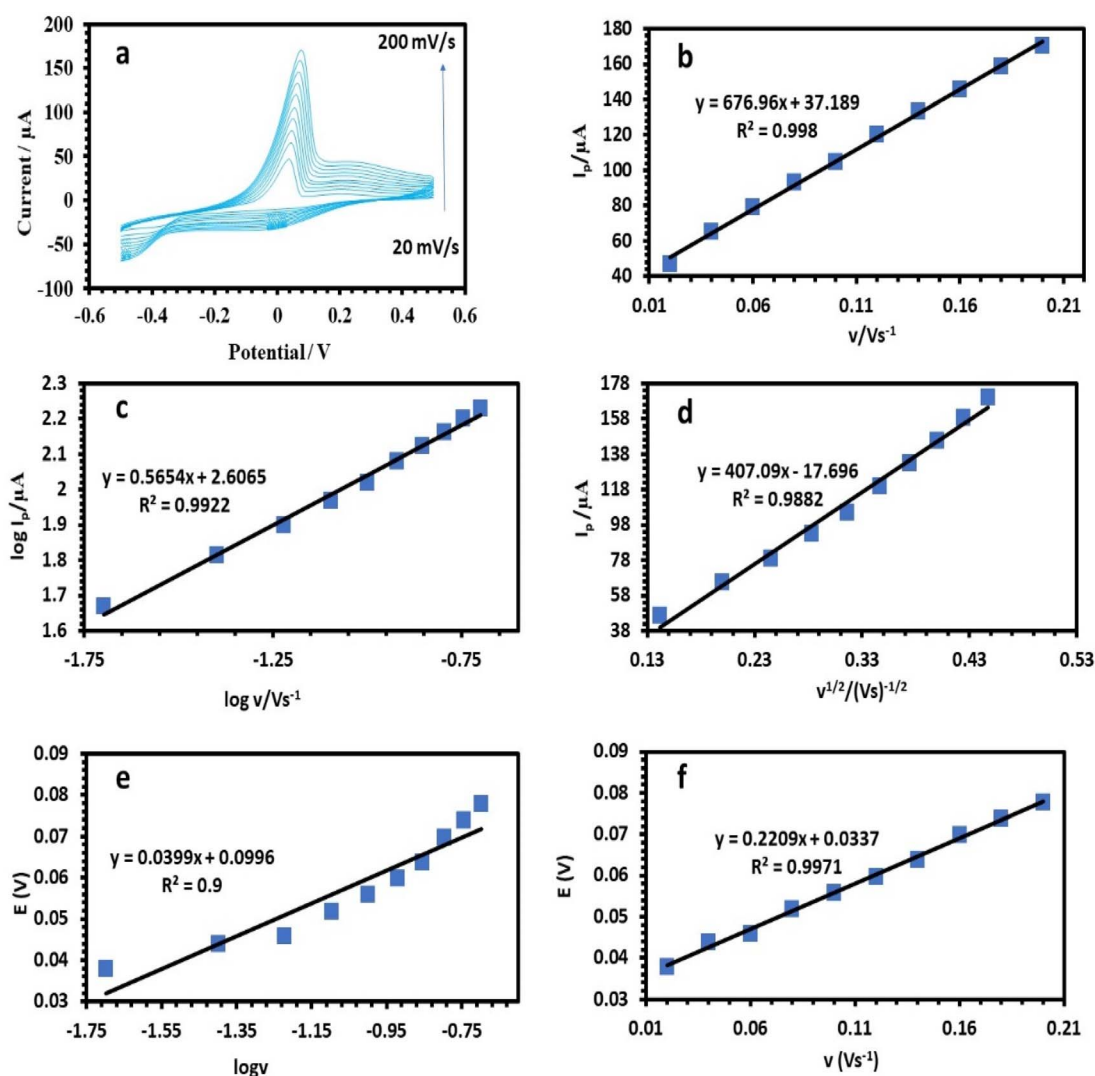 a
200 mV/s
20 mV/s
Current / µA
200
150
100
50
0
-50
-100
-0.6 -0.4 -0.2 0 0.2 0.4 0.6
Potential / V
b
y = 676.96x + 37.189
R² = 0.998
Iₚ/µA
180
160
140
120
100
80
60
40
0.01 0.06 0.11 0.16 0.21
v/Vs⁻¹
c
y = 0.5654x + 2.6065
R² = 0.9922
log Iₚ/µA
2.3
2.2
2.1
2
1.9
1.8
1.7
1.6
-1.75 -1.25 -0.75
log v/Vs⁻¹
d
y = 407.09x - 17.696
R² = 0.9882
Iₚ/µA
178
158
138
118
98
78
58
38
0.13 0.23 0.33 0.43 0.53
v¹/²/(Vs)⁻¹/²
e
y = 0.0399x + 0.0996
R² = 0.9
E (V)
0.09
0.08
0.07
0.06
0.05
0.04
0.03
-1.75 -1.55 -1.35 -1.15 -0.95 -0.75
logv
f
y = 0.2209x + 0.0337
R² = 0.9971
E (V)
0.09
0.08
0.07
0.06
0.05
0.04
0.03
0.01 0.06 0.11 0.16 0.21
v (Vs⁻¹)